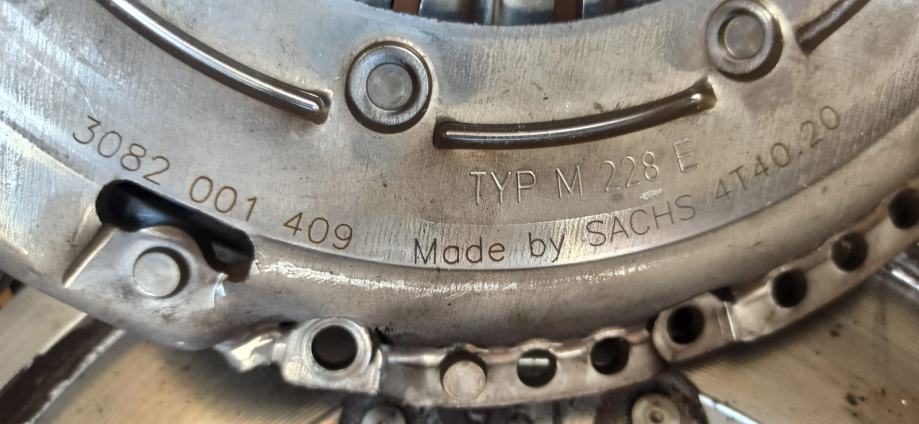 3082 001 409
TYP M 228 E
Made by SACHS 4T40.20